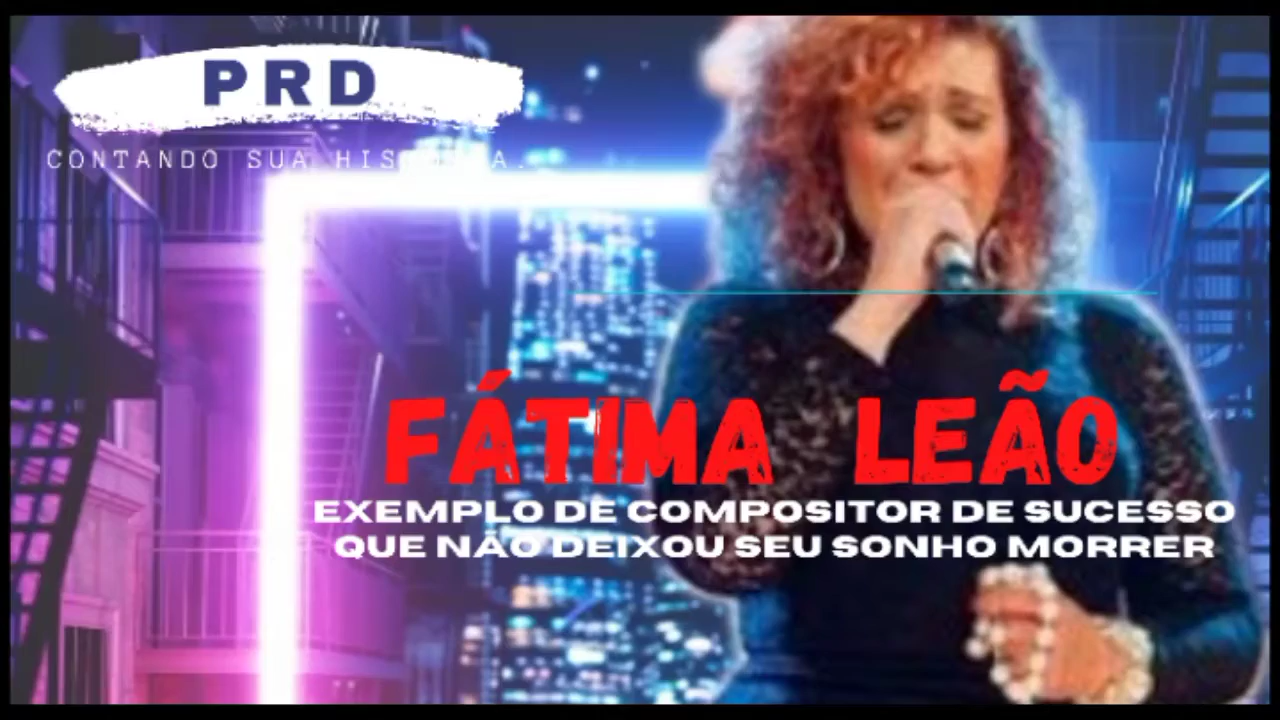 PRD
CONTANDO SUA
FÁTIMA LEÃO
EXEMPLO DE COMPOSITOR DE SUCESSO
QUE NÃO DEIXOU SEU SONHO MORRER